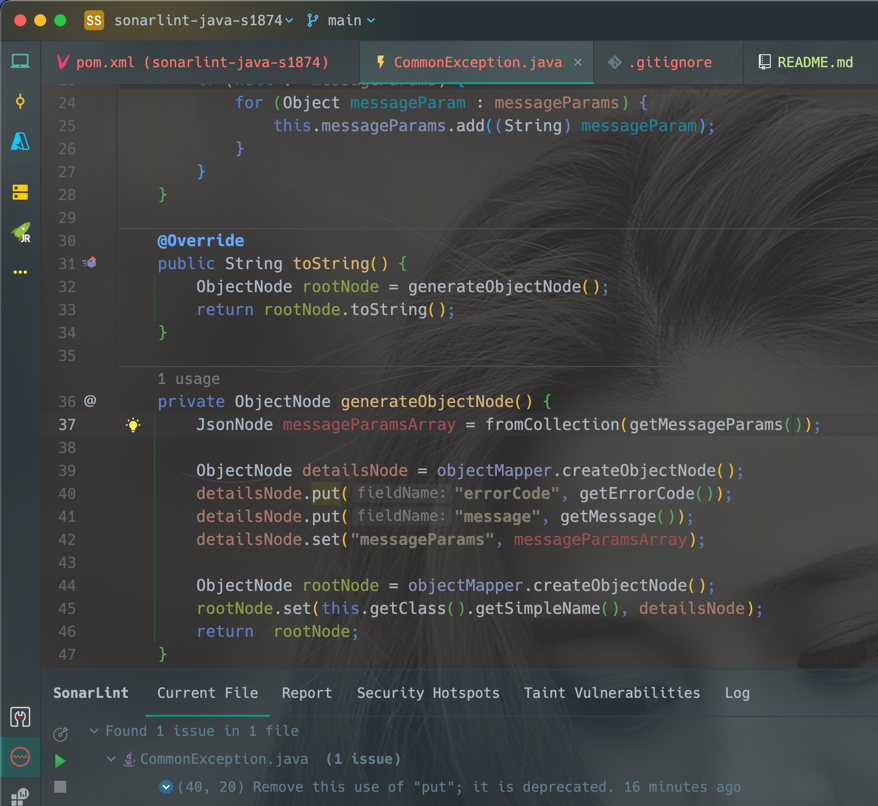 SS sonarlint-java-s1874 main
pom.xml (sonarlint-java-s1874) CommonException.java × .gitignore README.md
24 for (Object messageParam : messageParams) {
25 this.messageParams.add((String) messageParam);
26 }
27 }
28 }
29
30 @Override
31 public String toString() {
32 ObjectNode rootNode = generateObjectNode();
33 return rootNode.toString();
34 }
35
1 usage
36 @ private ObjectNode generateObjectNode() {
37 JsonNode messageParamsArray = fromCollection(getMessageParams());
38
39 ObjectNode detailsNode = objectMapper.createObjectNode();
40 detailsNode.put( fieldName: "errorCode", getErrorCode());
41 detailsNode.put( fieldName: "message", getMessage());
42 detailsNode.set("messageParams", messageParamsArray);
43
44 ObjectNode rootNode = objectMapper.createObjectNode();
45 rootNode.set(this.getClass().getSimpleName(), detailsNode);
46 return  rootNode;
47 }
JR
SonarLint Current File Report Security Hotspots Taint Vulnerabilities Log
Found 1 issue in 1 file
CommonException.java (1 issue)
(40, 20) Remove this use of "put"; it is deprecated. 16 minutes ago